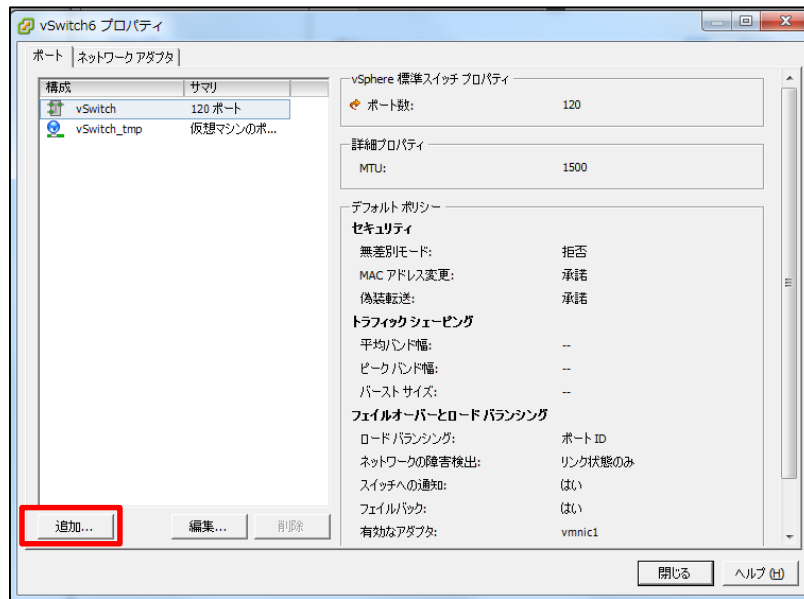 vSwitch6 プロパティ
ポート ネットワーク アダプタ
構成 サマリ
vSwitch 120 ポート
vSwitch_tmp 仮想マシンのポ...
追加... 編集... 削除
vSphere 標準スイッチ プロパティ
ポート数: 120
詳細プロパティ
MTU: 1500
デフォルト ポリシー
セキュリティ
無差別モード: 拒否
MAC アドレス変更: 承諾
偽装転送: 承諾
トラフィック シェーピング
平均バンド幅: --
ピーク バンド幅: --
バースト サイズ: --
フェイルオーバーとロード バランシング
ロード バランシング: ポート ID
ネットワークの障害検出: リンク状態のみ
スイッチへの通知: はい
フェイルバック: はい
有効なアダプタ: vmnic1
閉じる ヘルプ (H)